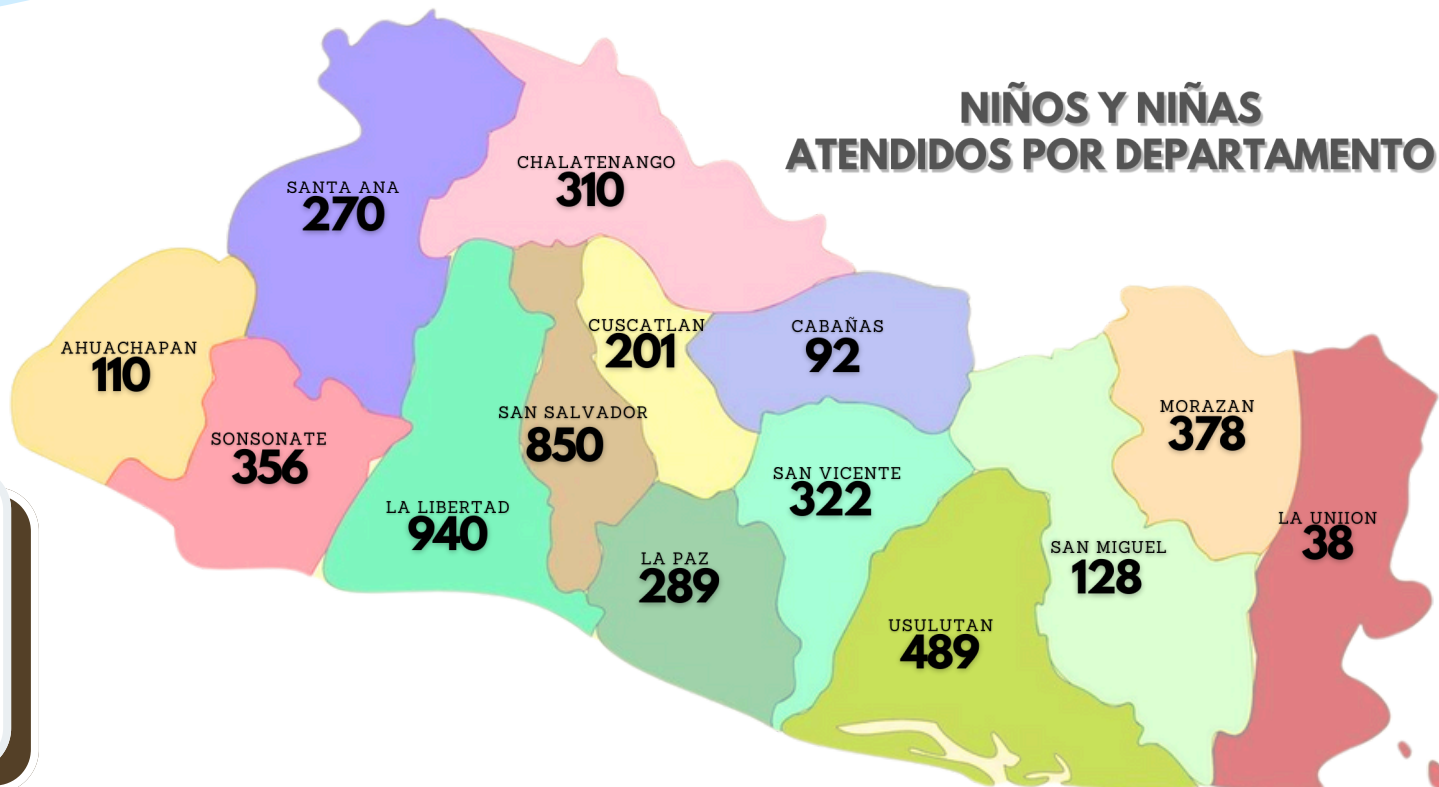 NIÑOS Y NIÑAS
ATENDIDOS POR DEPARTAMENTO
CHALATENANGO
310
SANTA ANA
270
AHUACHAPAN
110
SONSONATE
356
LA LIBERTAD
940
SAN SALVADOR
850
CUSCATLAN
201
CABAÑAS
92
LA PAZ
289
SAN VICENTE
322
USULUTAN
489
SAN MIGUEL
128
MORAZAN
378
LA UNIION
38